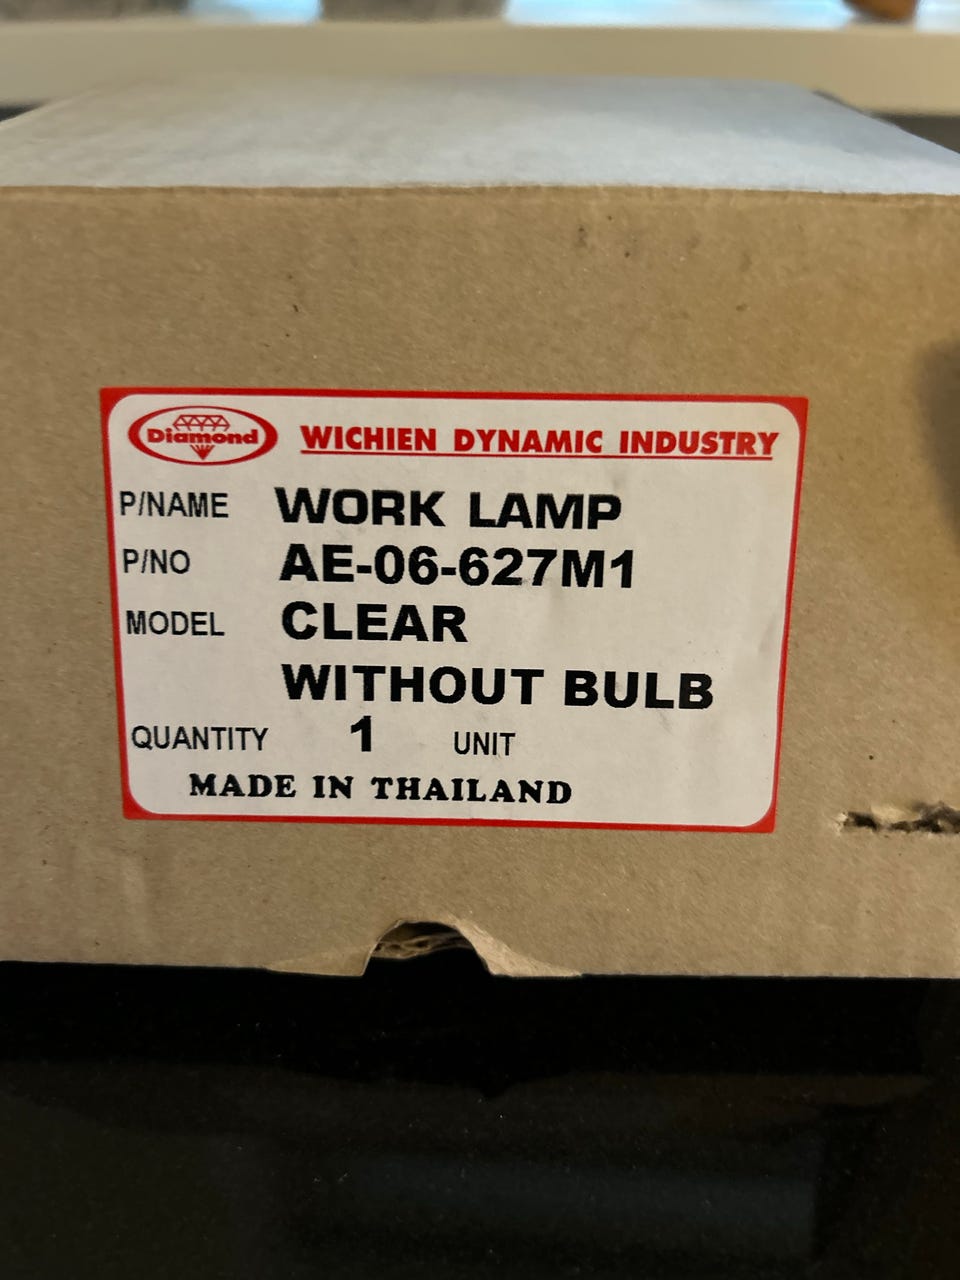 Diamond WICHIEN DYNAMIC INDUSTRY
P/NAME WORK LAMP
P/NO AE-06-627M1
MODEL CLEAR
WITHOUT BULB
QUANTITY 1 UNIT
MADE IN THAILAND